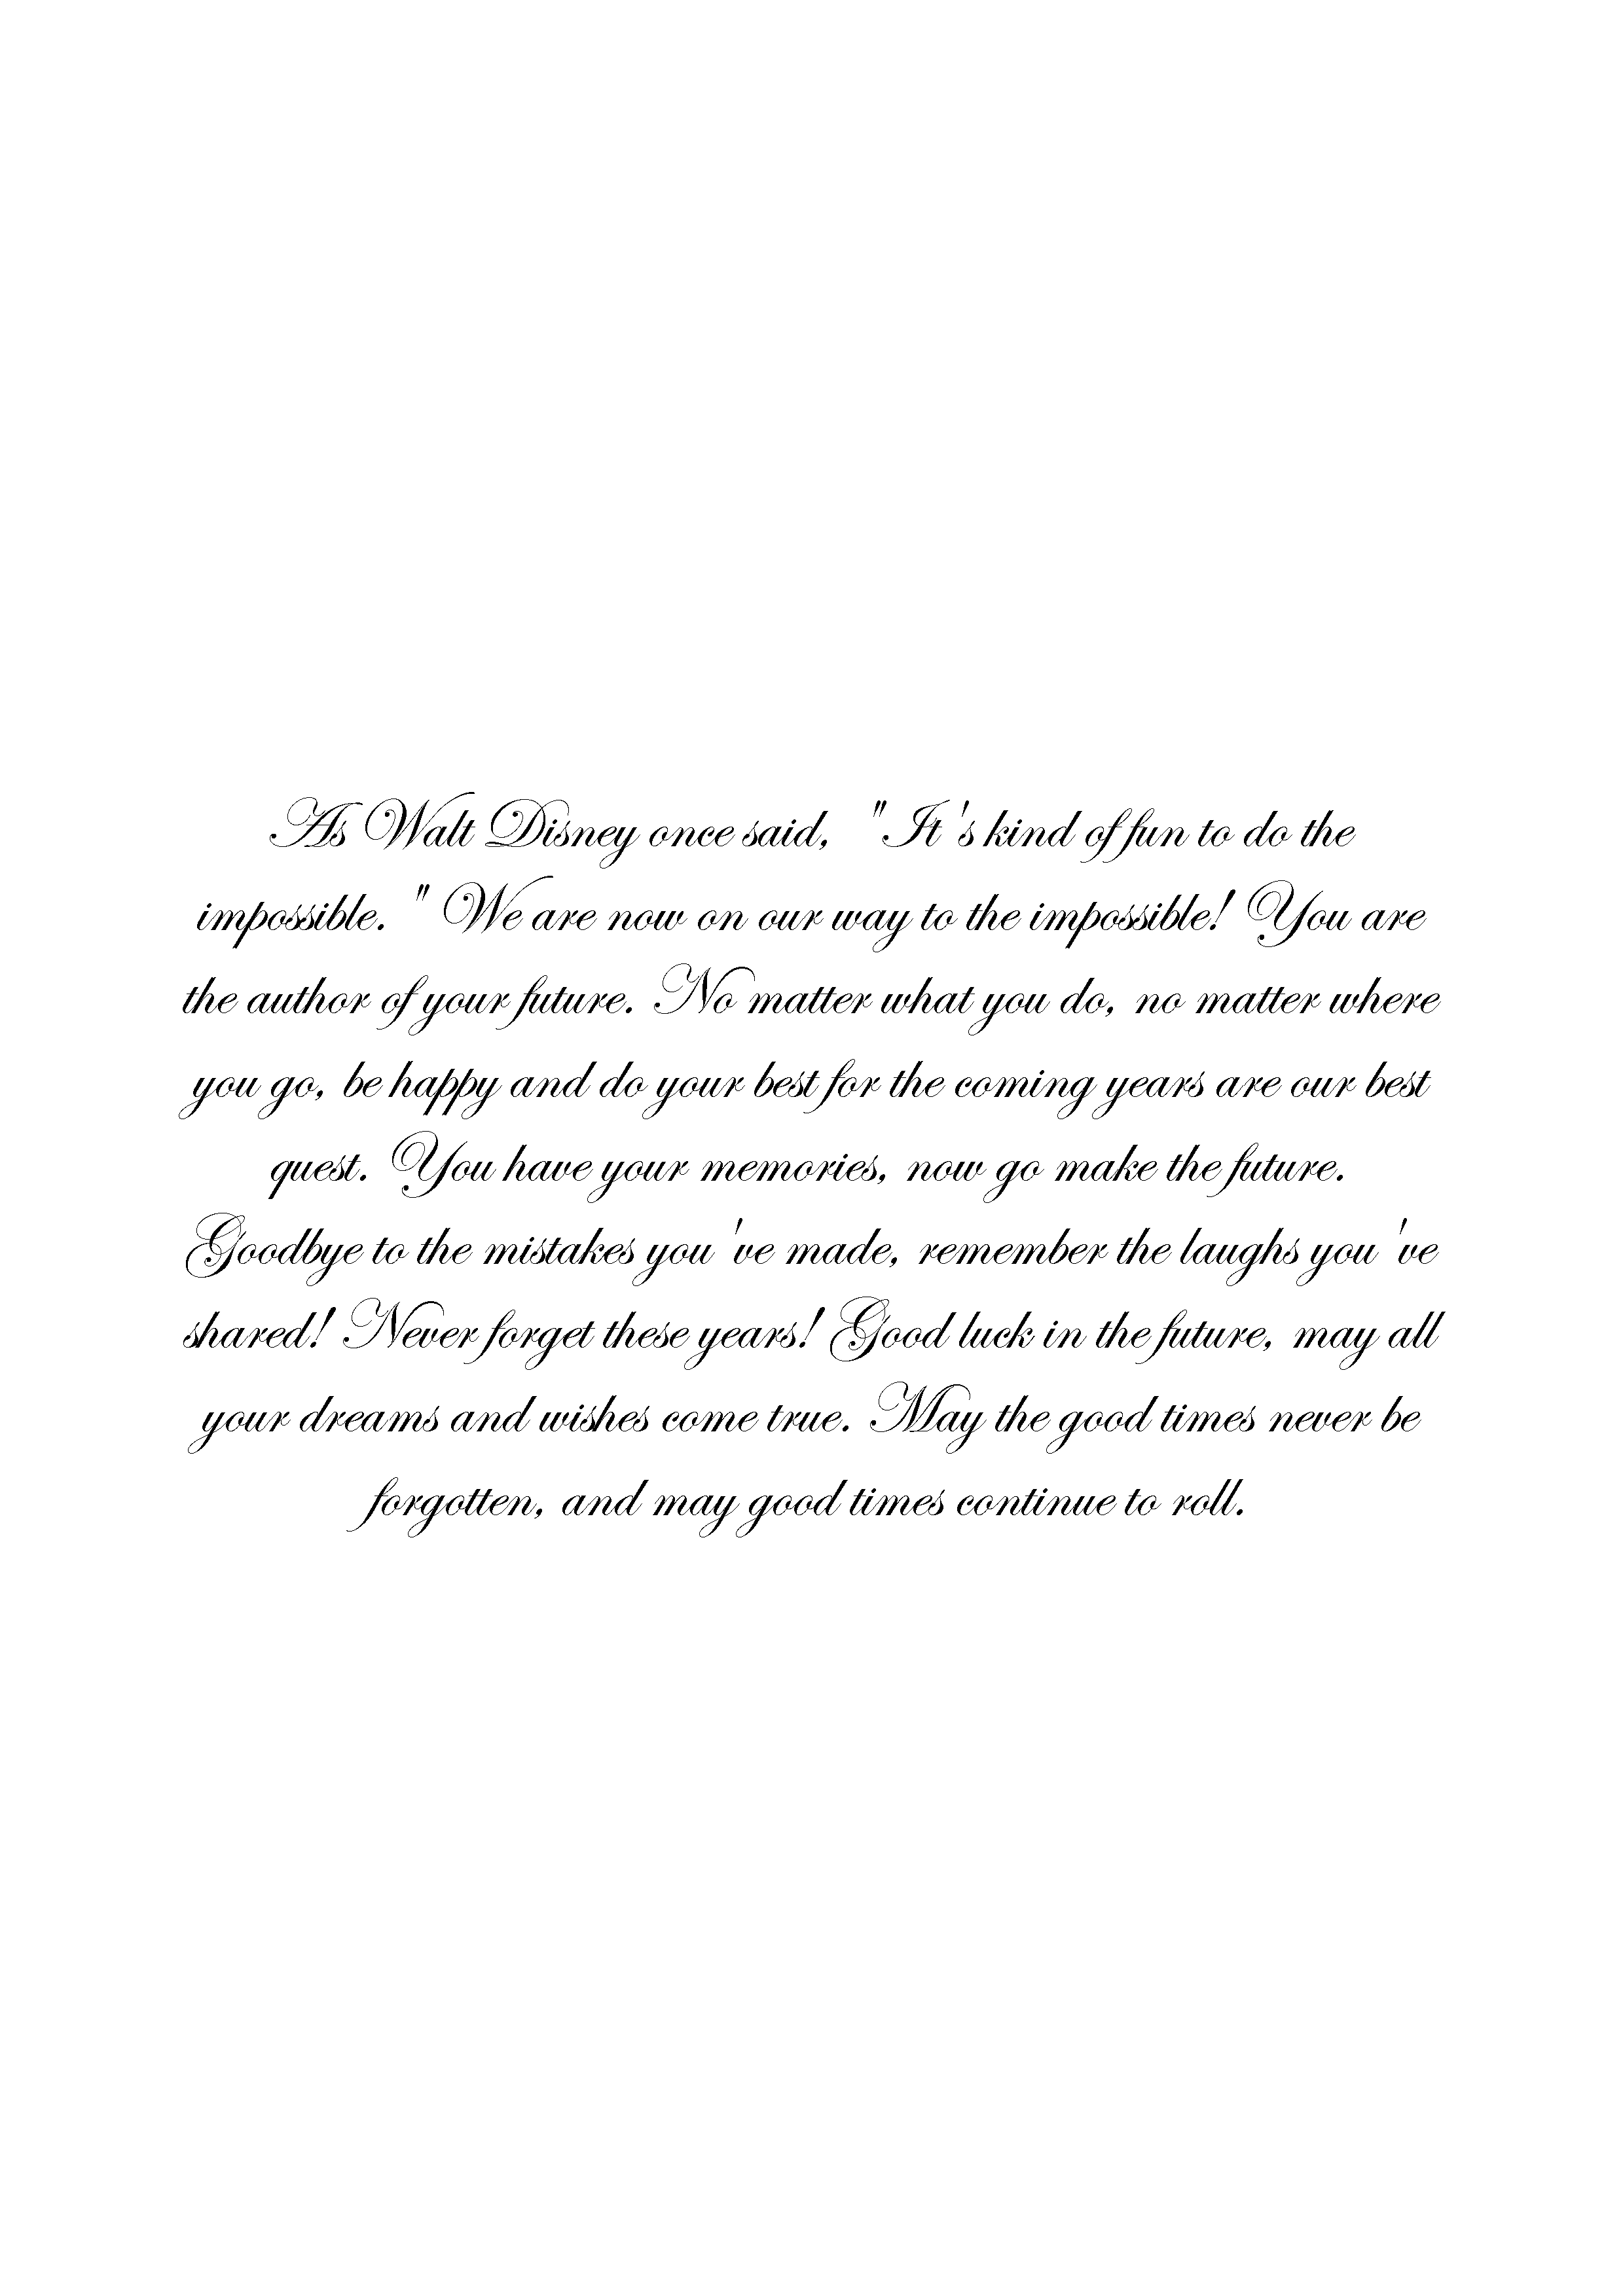 As Walt Disney once said, "It's kind of fun to do the
impossible." We are now on our way to the impossible! You are
the author of your future. No matter what you do, no matter where
you go, be happy and do your best for the coming years are our best
quest. You have your memories, now go make the future.
Goodbye to the mistakes you've made, remember the laughs you've
shared! Never forget these years! Good luck in the future, may all
your dreams and wishes come true. May the good times never be
forgotten, and may good times continue to roll.